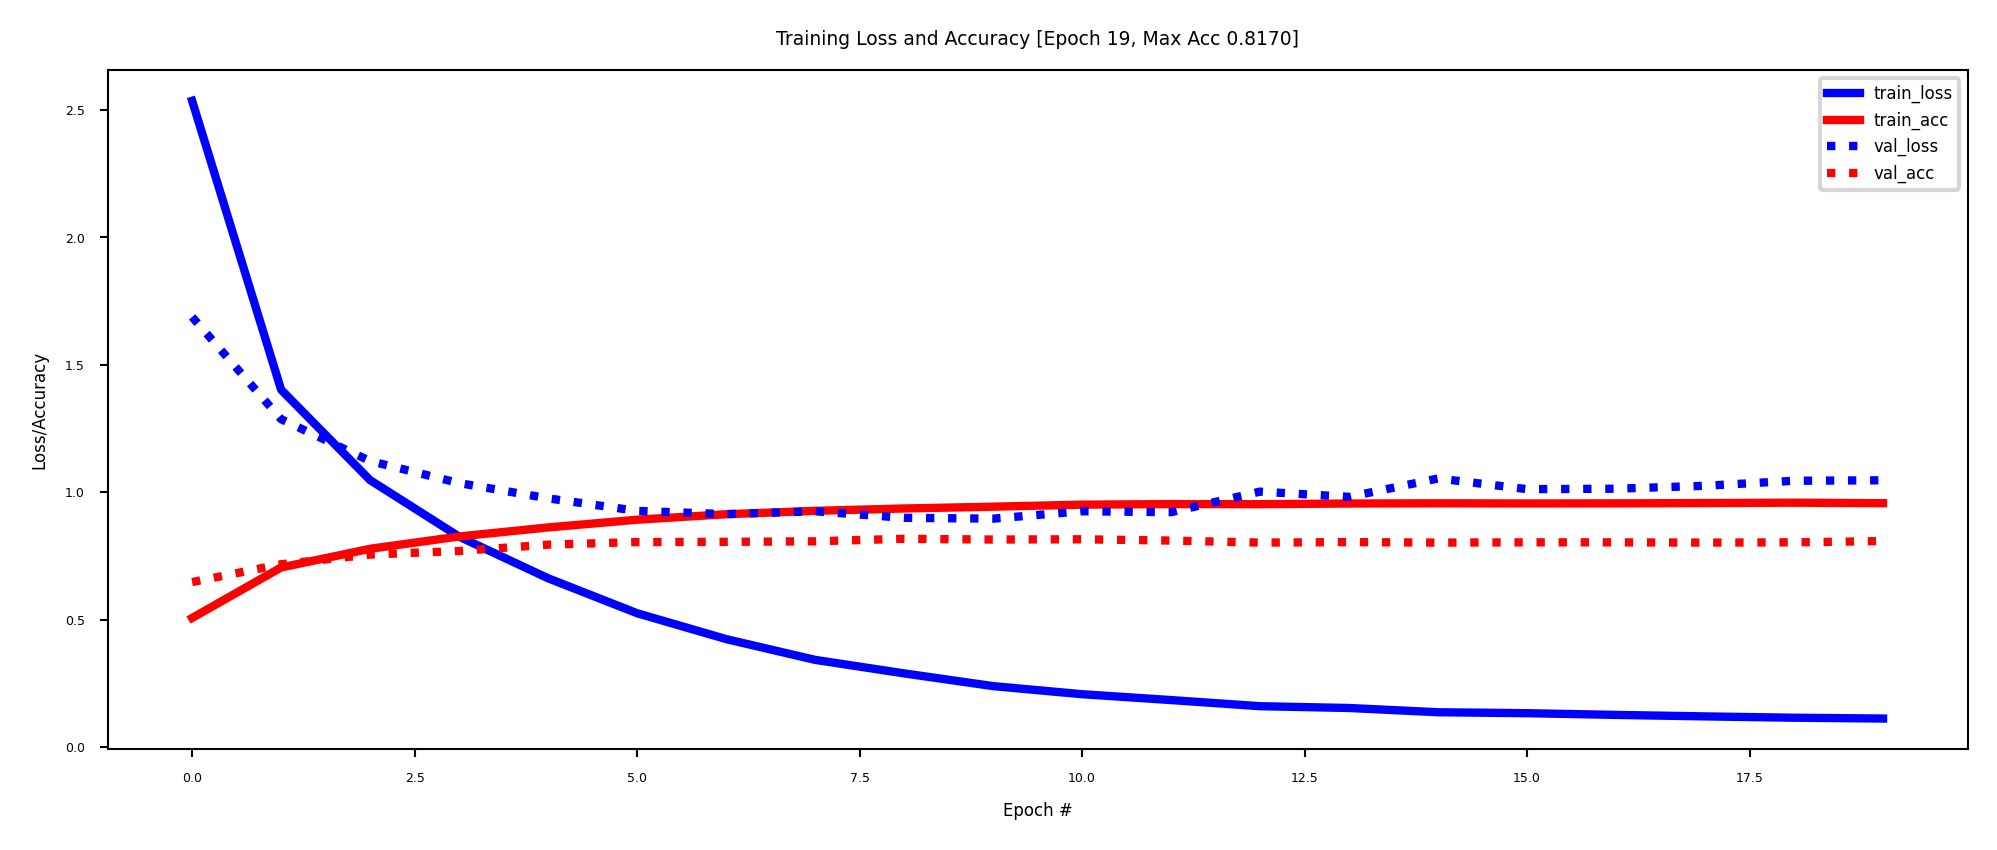 Training Loss and Accuracy [Epoch 19, Max Acc 0.8170]
train_loss
train_acc
val_loss
val_acc
Loss/Accuracy
2.5
2.0
1.5
1.0
0.5
0.0
0.0 2.5 5.0 7.5 10.0 12.5 15.0 17.5
Epoch #